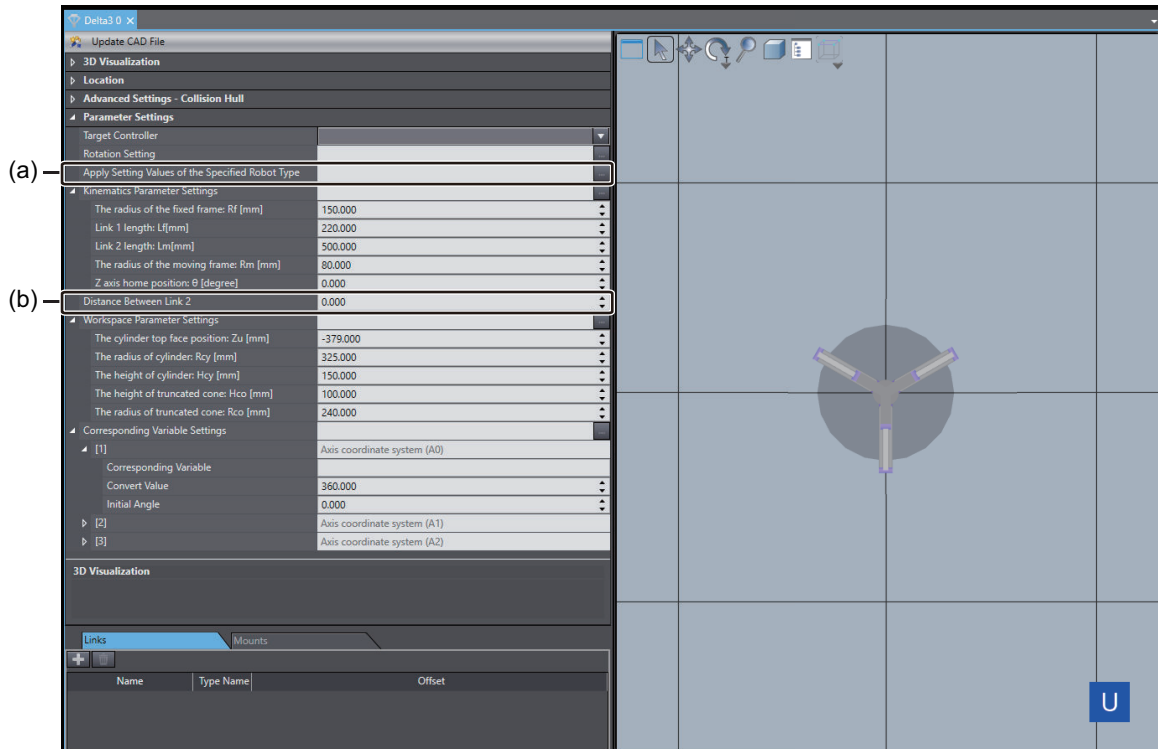 Delta3 0 ×
Update CAD File
3D Visualization
Location
Advanced Settings - Collision Hull
Parameter Settings
Target Controller
Rotation Setting
(a) Apply Setting Values of the Specified Robot Type
Kinematics Parameter Settings
The radius of the fixed frame: Rf [mm] 150.000
Link 1 length: Lf[mm] 220.000
Link 2 length: Lm[mm] 500.000
The radius of the moving frame: Rm [mm] 80.000
Z axis home position: θ [degree] 0.000
(b) Distance Between Link 2 0.000
Workspace Parameter Settings
The cylinder top face position: Zu [mm] -379.000
The radius of cylinder: Rcy [mm] 325.000
The height of cylinder: Hcy [mm] 150.000
The height of truncated cone: Hco [mm] 100.000
The radius of truncated cone: Rco [mm] 240.000
Corresponding Variable Settings
[1] Axis coordinate system (A0)
Corresponding Variable
Convert Value 360.000
Initial Angle 0.000
[2] Axis coordinate system (A1)
[3] Axis coordinate system (A2)
3D Visualization
Links Mounts
Name Type Name Offset
U